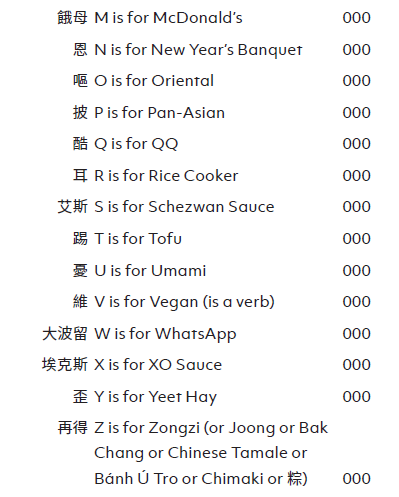 餓母 M is for McDonald’s 000
恩 N is for New Year’s Banquet 000
嘔 O is for Oriental 000
披 P is for Pan-Asian 000
酷 Q is for QQ 000
耳 R is for Rice Cooker 000
艾斯 S is for Schezwan Sauce 000
踢 T is for Tofu 000
憂 U is for Umami 000
維 V is for Vegan (is a verb) 000
大波留 W is for WhatsApp 000
埃克斯 X is for XO Sauce 000
歪 Y is for Yeet Hay 000
再得 Z is for Zongzi (or Joong or Bak
Chang or Chinese Tamale or
Bánh Ú Tro or Chimaki or 粽) 000